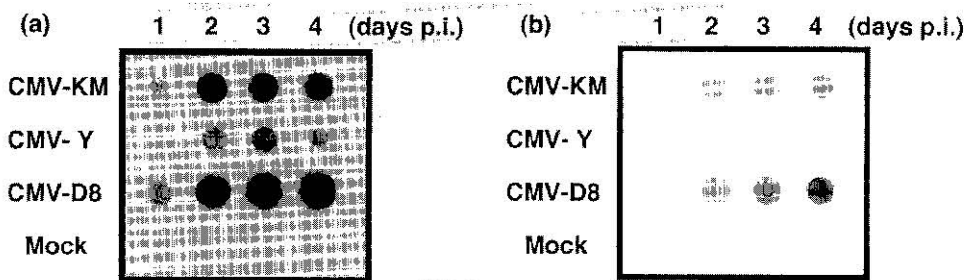 (a) 1 2 3 4 (days p.i.)
CMV-KM
CMV- Y
CMV-D8
Mock
(b) 1 2 3 4 (days p.i.)
CMV-KM
CMV- Y
CMV-D8
Mock